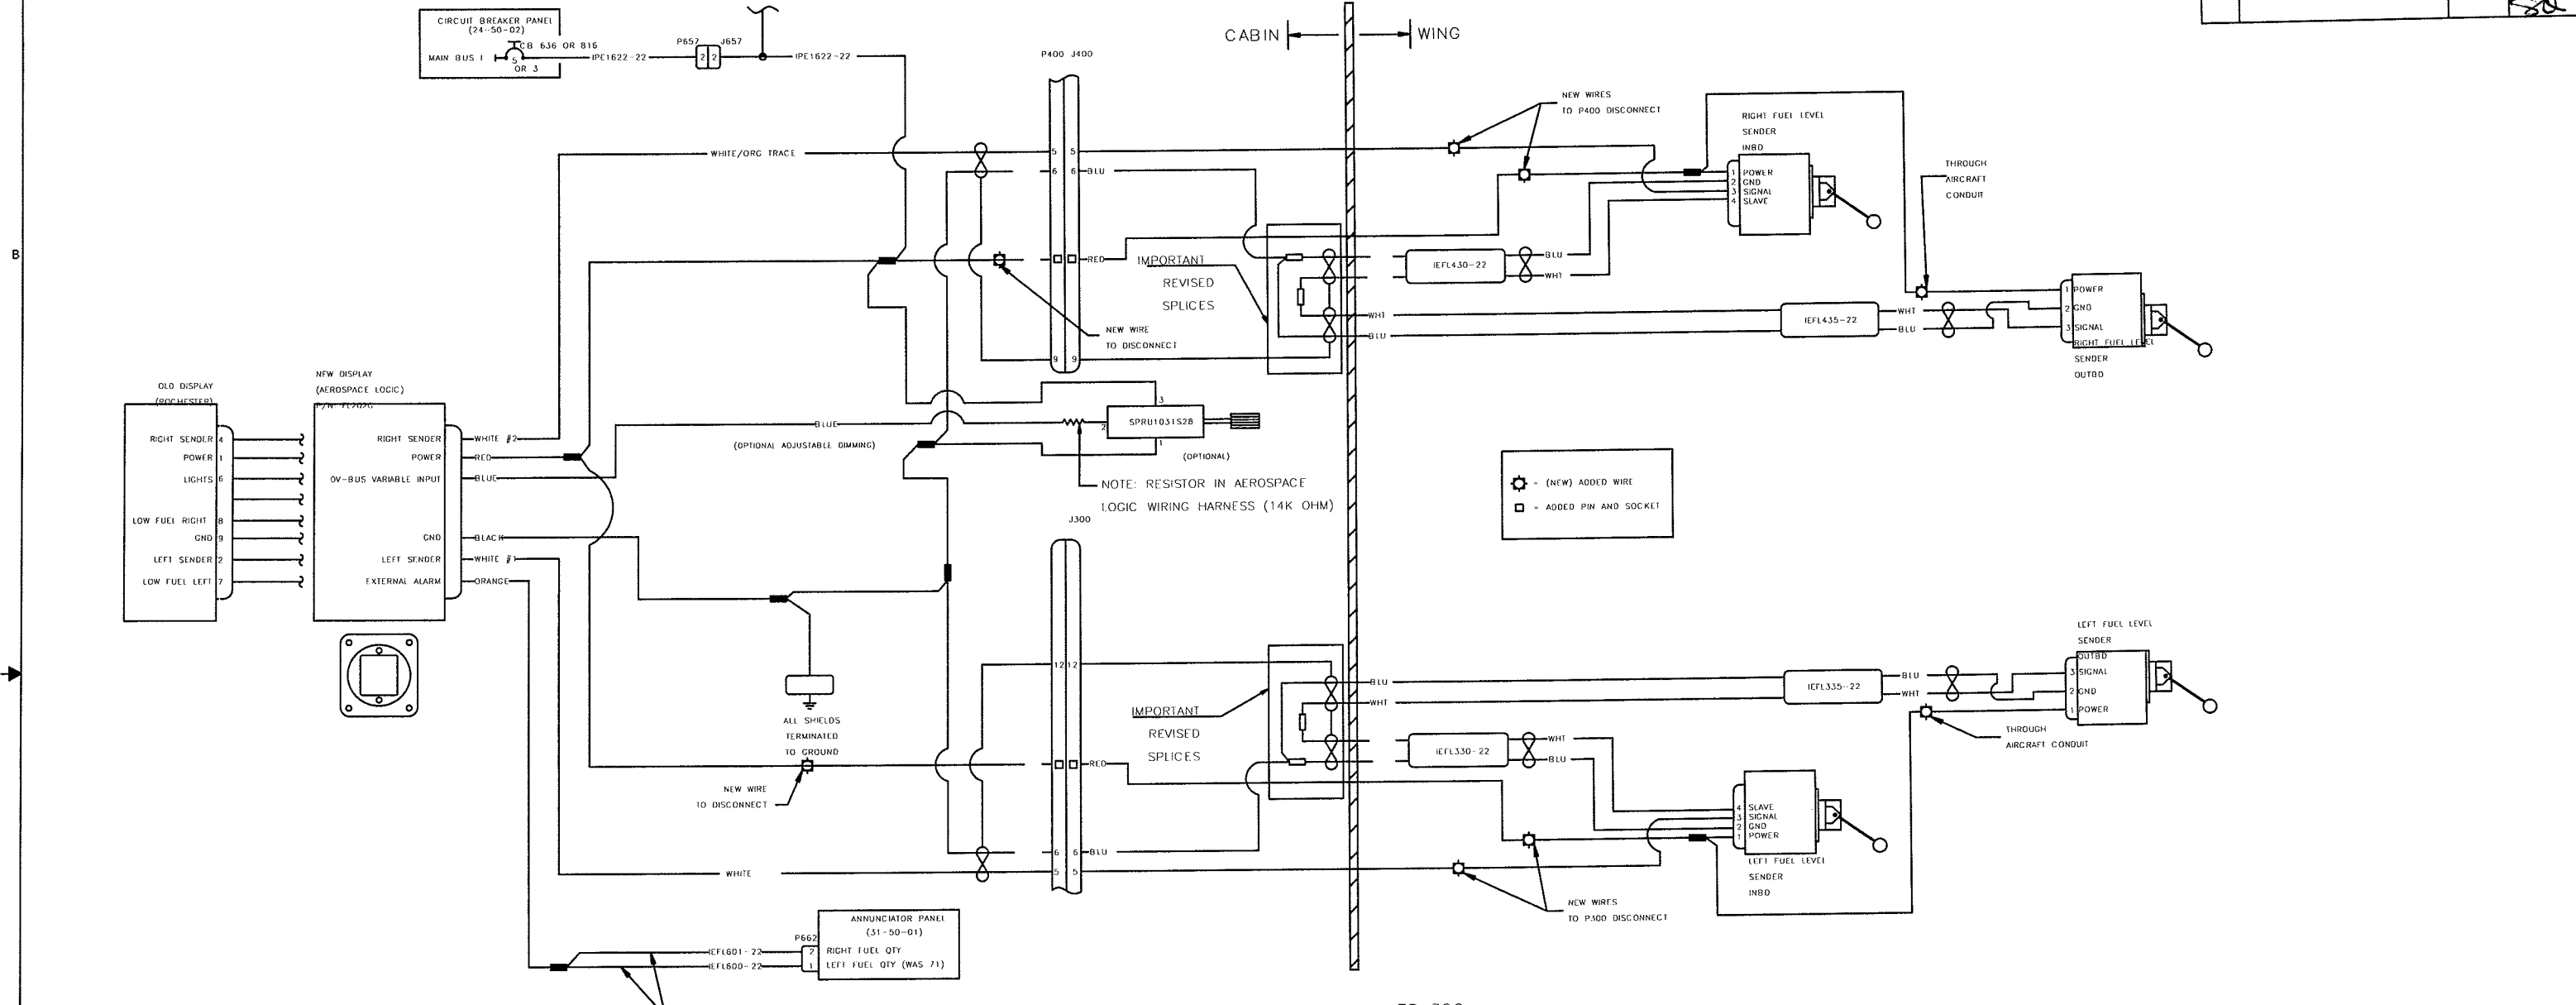 CIRCUIT BREAKER PANEL
(24-50-02)
CB 636 OR 816
MAIN BUS 1
5
OR 3
IPE1622-22
P657 J657
2 2
IPE1622-22
P400 J400
CABIN
WING
NEW WIRES
TO P400 DISCONNECT
RIGHT FUEL LEVEL
SENDER
INBD
1 POWER
2 GND
3 SIGNAL
4 SLAVE
THROUGH
AIRCRAFT
CONDUIT
WHITE/ORG TRACE
5 5
6 6
BLU
B
RED
IMPORTANT
REVISED
SPLICES
IEFL430-22
BLU
WHT
1 POWER
2 GND
3 SIGNAL
RIGHT FUEL LEVEL
SENDER
OUTBD
WHT
BLU
IEFL435-22
WHT
BLU
NEW WIRE
TO DISCONNECT
9 9
OLD DISPLAY
(ROCHESTER)
RIGHT SENDER 4
POWER 1
LIGHTS 6
LOW FUEL RIGHT 8
GND 9
LEFT SENDER 2
LOW FUEL LEFT 7
NEW DISPLAY
(AEROSPACE LOGIC)
P/N: FL202G
RIGHT SENDER
WHITE #2
POWER
RED
OV-BUS VARIABLE INPUT
BLUE
GND
BLACK
LEFT SENDER
WHITE #1
EXTERNAL ALARM
ORANGE
BLUE
(OPTIONAL ADJUSTABLE DIMMING)
3
2
SPRU1031S28
1
(OPTIONAL)
NOTE: RESISTOR IN AEROSPACE
LOGIC WIRING HARNESS (14K OHM)
= (NEW) ADDED WIRE
= ADDED PIN AND SOCKET
J300
ALL SHIELDS
TERMINATED
TO GROUND
NEW WIRE
TO DISCONNECT
12 12
RED
IMPORTANT
REVISED
SPLICES
BLU
WHT
IEFL335-22
BLU
WHT
LEFT FUEL LEVEL
SENDER
OUTBD
3 SIGNAL
2 GND
1 POWER
THROUGH
AIRCRAFT CONDUIT
IEFL330-22
WHT
BLU
4 SLAVE
3 SIGNAL
2 GND
1 POWER
LEFT FUEL LEVEL
SENDER
INBD
6 6
BLU
WHITE
5 5
NEW WIRES
TO P300 DISCONNECT
ANNUNCIATOR PANEL
(31-50-01)
P662
IEFL601-22
2 RIGHT FUEL QTY
IEFL600-22
1 LEFT FUEL QTY (WAS 71)